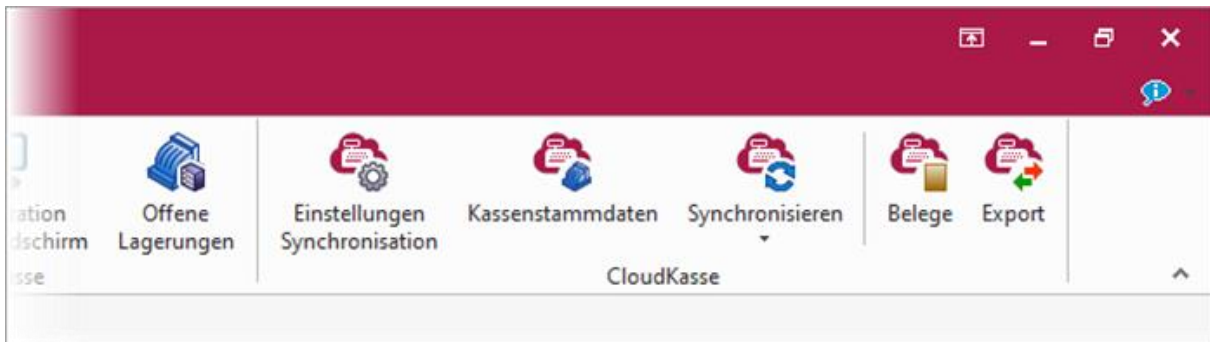 Offene
Lagerungen
Einstellungen
Synchronisation
Kassenstammdaten
Synchronisieren
Belege
Export
CloudKasse